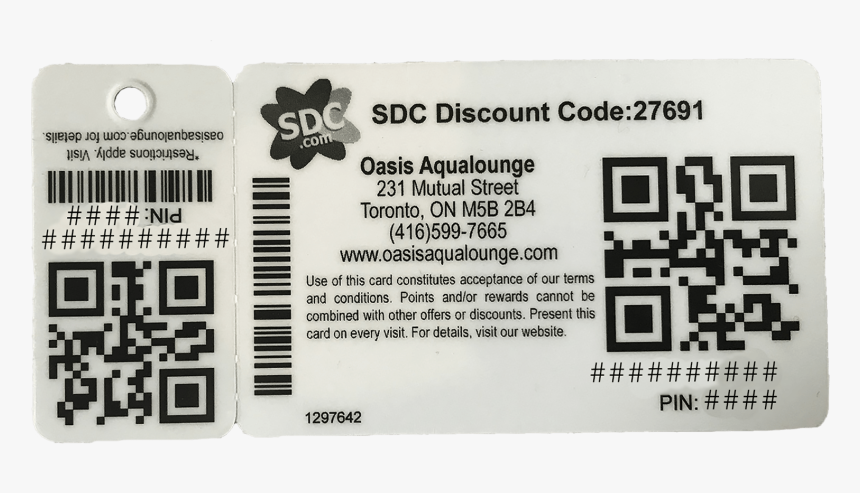 *Restrictions apply. Visit
oasisaqualounge.com for details.
PIN: ####
##########
SDC
.com
SDC Discount Code:27691
Oasis Aqualounge
231 Mutual Street
Toronto, ON M5B 2B4
(416)599-7665
www.oasisaqualounge.com
Use of this card constitutes acceptance of our terms
and conditions. Points and/or rewards cannot be
combined with other offers or discounts. Present this
card on every visit. For details, visit our website.
1297642
##########
PIN: ####